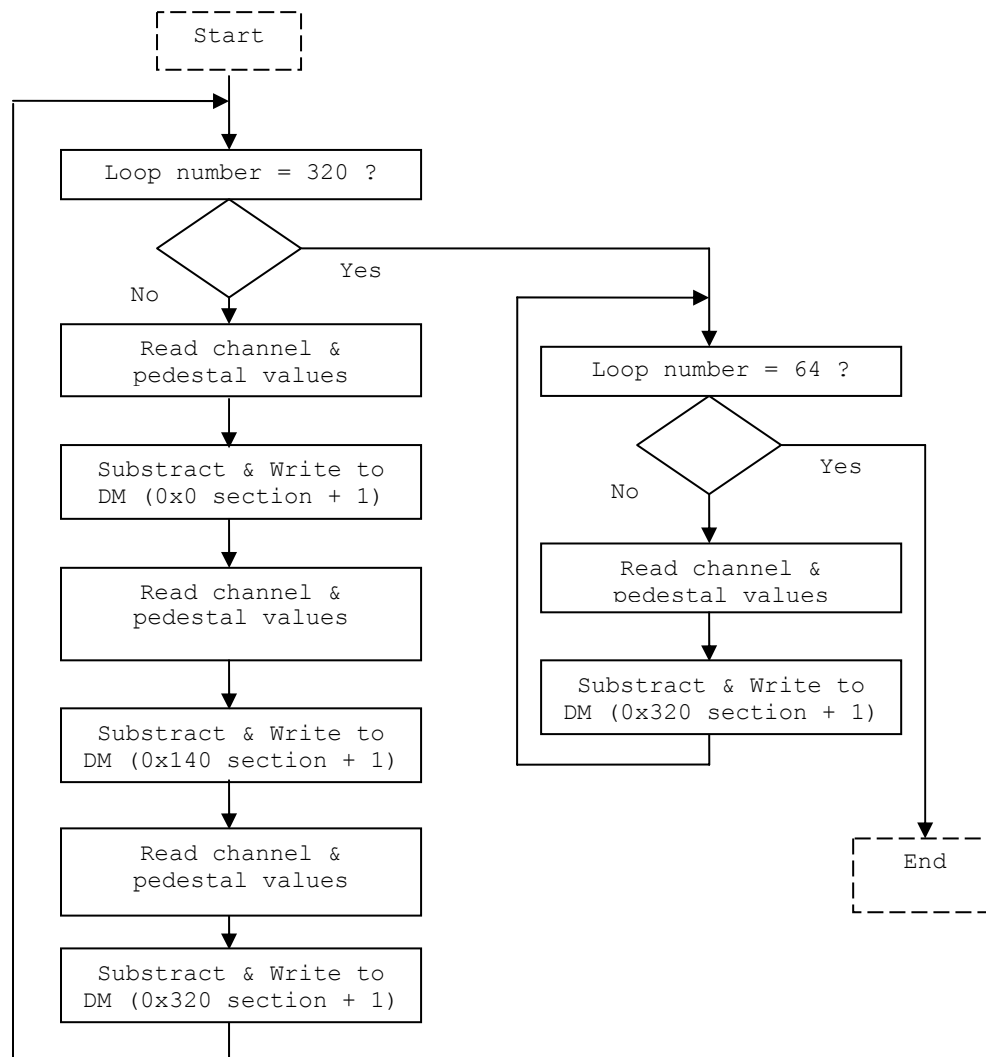 Start
Loop number = 320 ?
Yes
No
Read channel &
pedestal values
Substract & Write to
DM (0x0 section + 1)
Read channel &
pedestal values
Substract & Write to
DM (0x140 section + 1)
Read channel &
pedestal values
Substract & Write to
DM (0x320 section + 1)
Loop number = 64 ?
Yes
No
Read channel &
pedestal values
Substract & Write to
DM (0x320 section + 1)
End